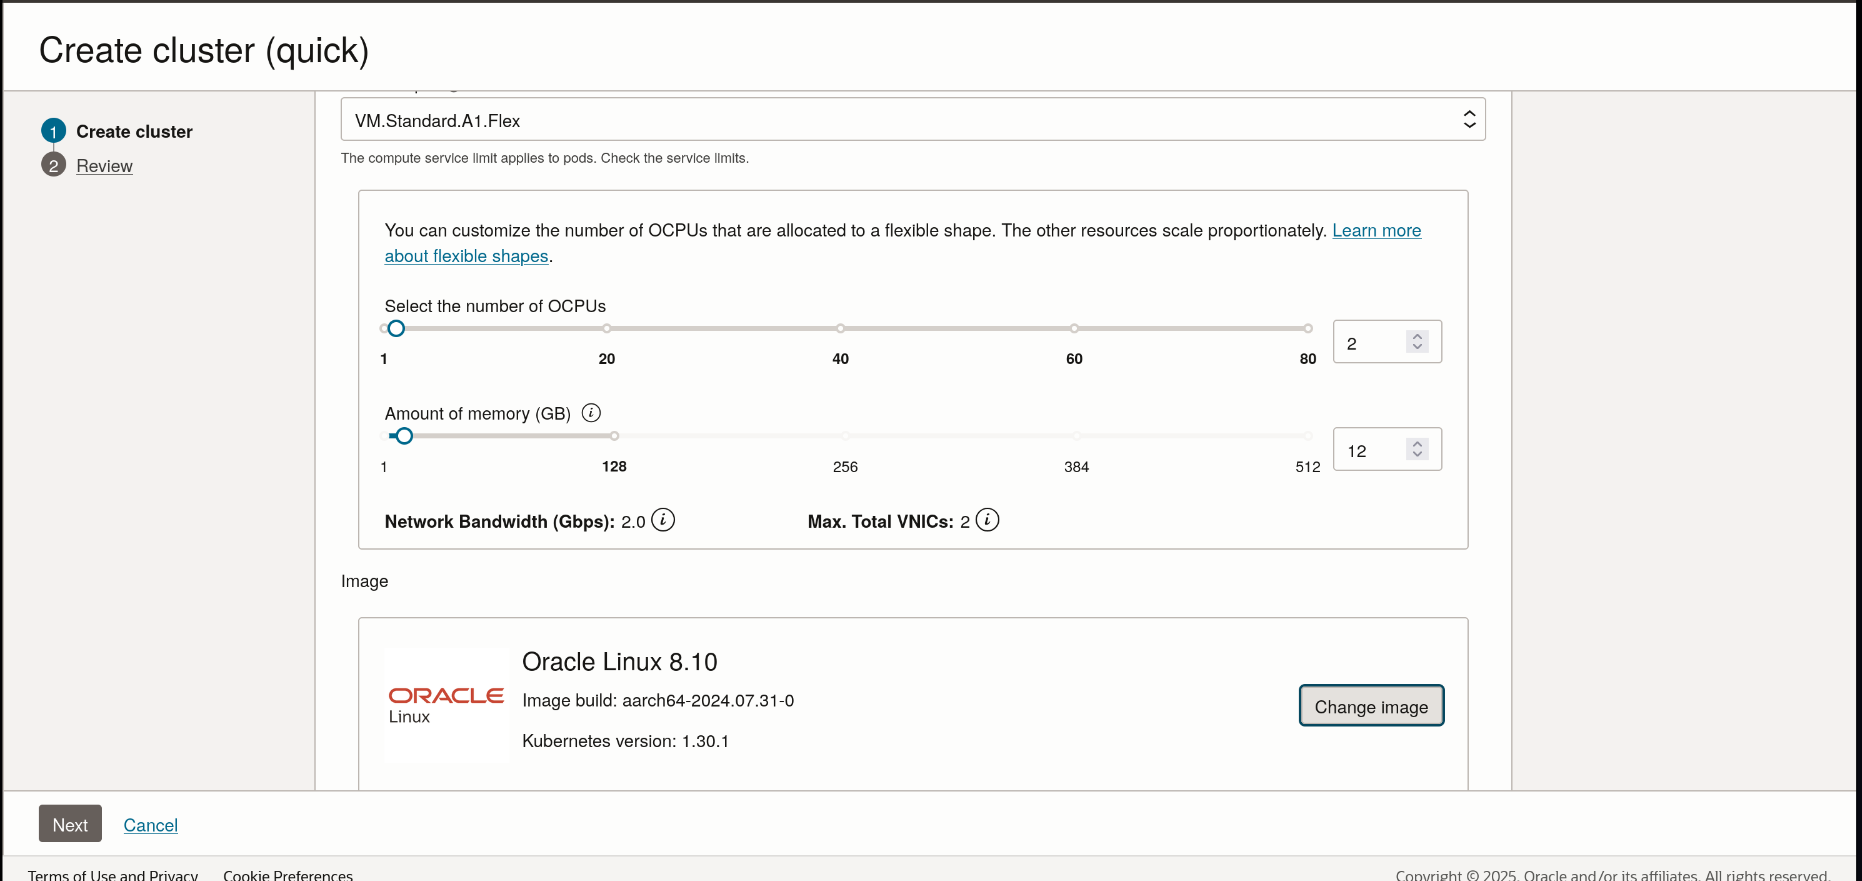 Create cluster (quick)
1 Create cluster
2 Review
VM.Standard.A1.Flex
The compute service limit applies to pods. Check the service limits.
You can customize the number of OCPUs that are allocated to a flexible shape. The other resources scale proportionately. Learn more
about flexible shapes.
Select the number of OCPUs
1 20 40 60 80
2
Amount of memory (GB) i
1 128 256 384 512
12
Network Bandwidth (Gbps): 2.0 i Max. Total VNICs: 2 i
Image
ORACLE
Linux
Oracle Linux 8.10
Image build: aarch64-2024.07.31-0
Kubernetes version: 1.30.1
Change image
Next Cancel
Terms of Use and Privacy Cookie Preferences
Copyright © 2025, Oracle and/or its affiliates. All rights reserved.